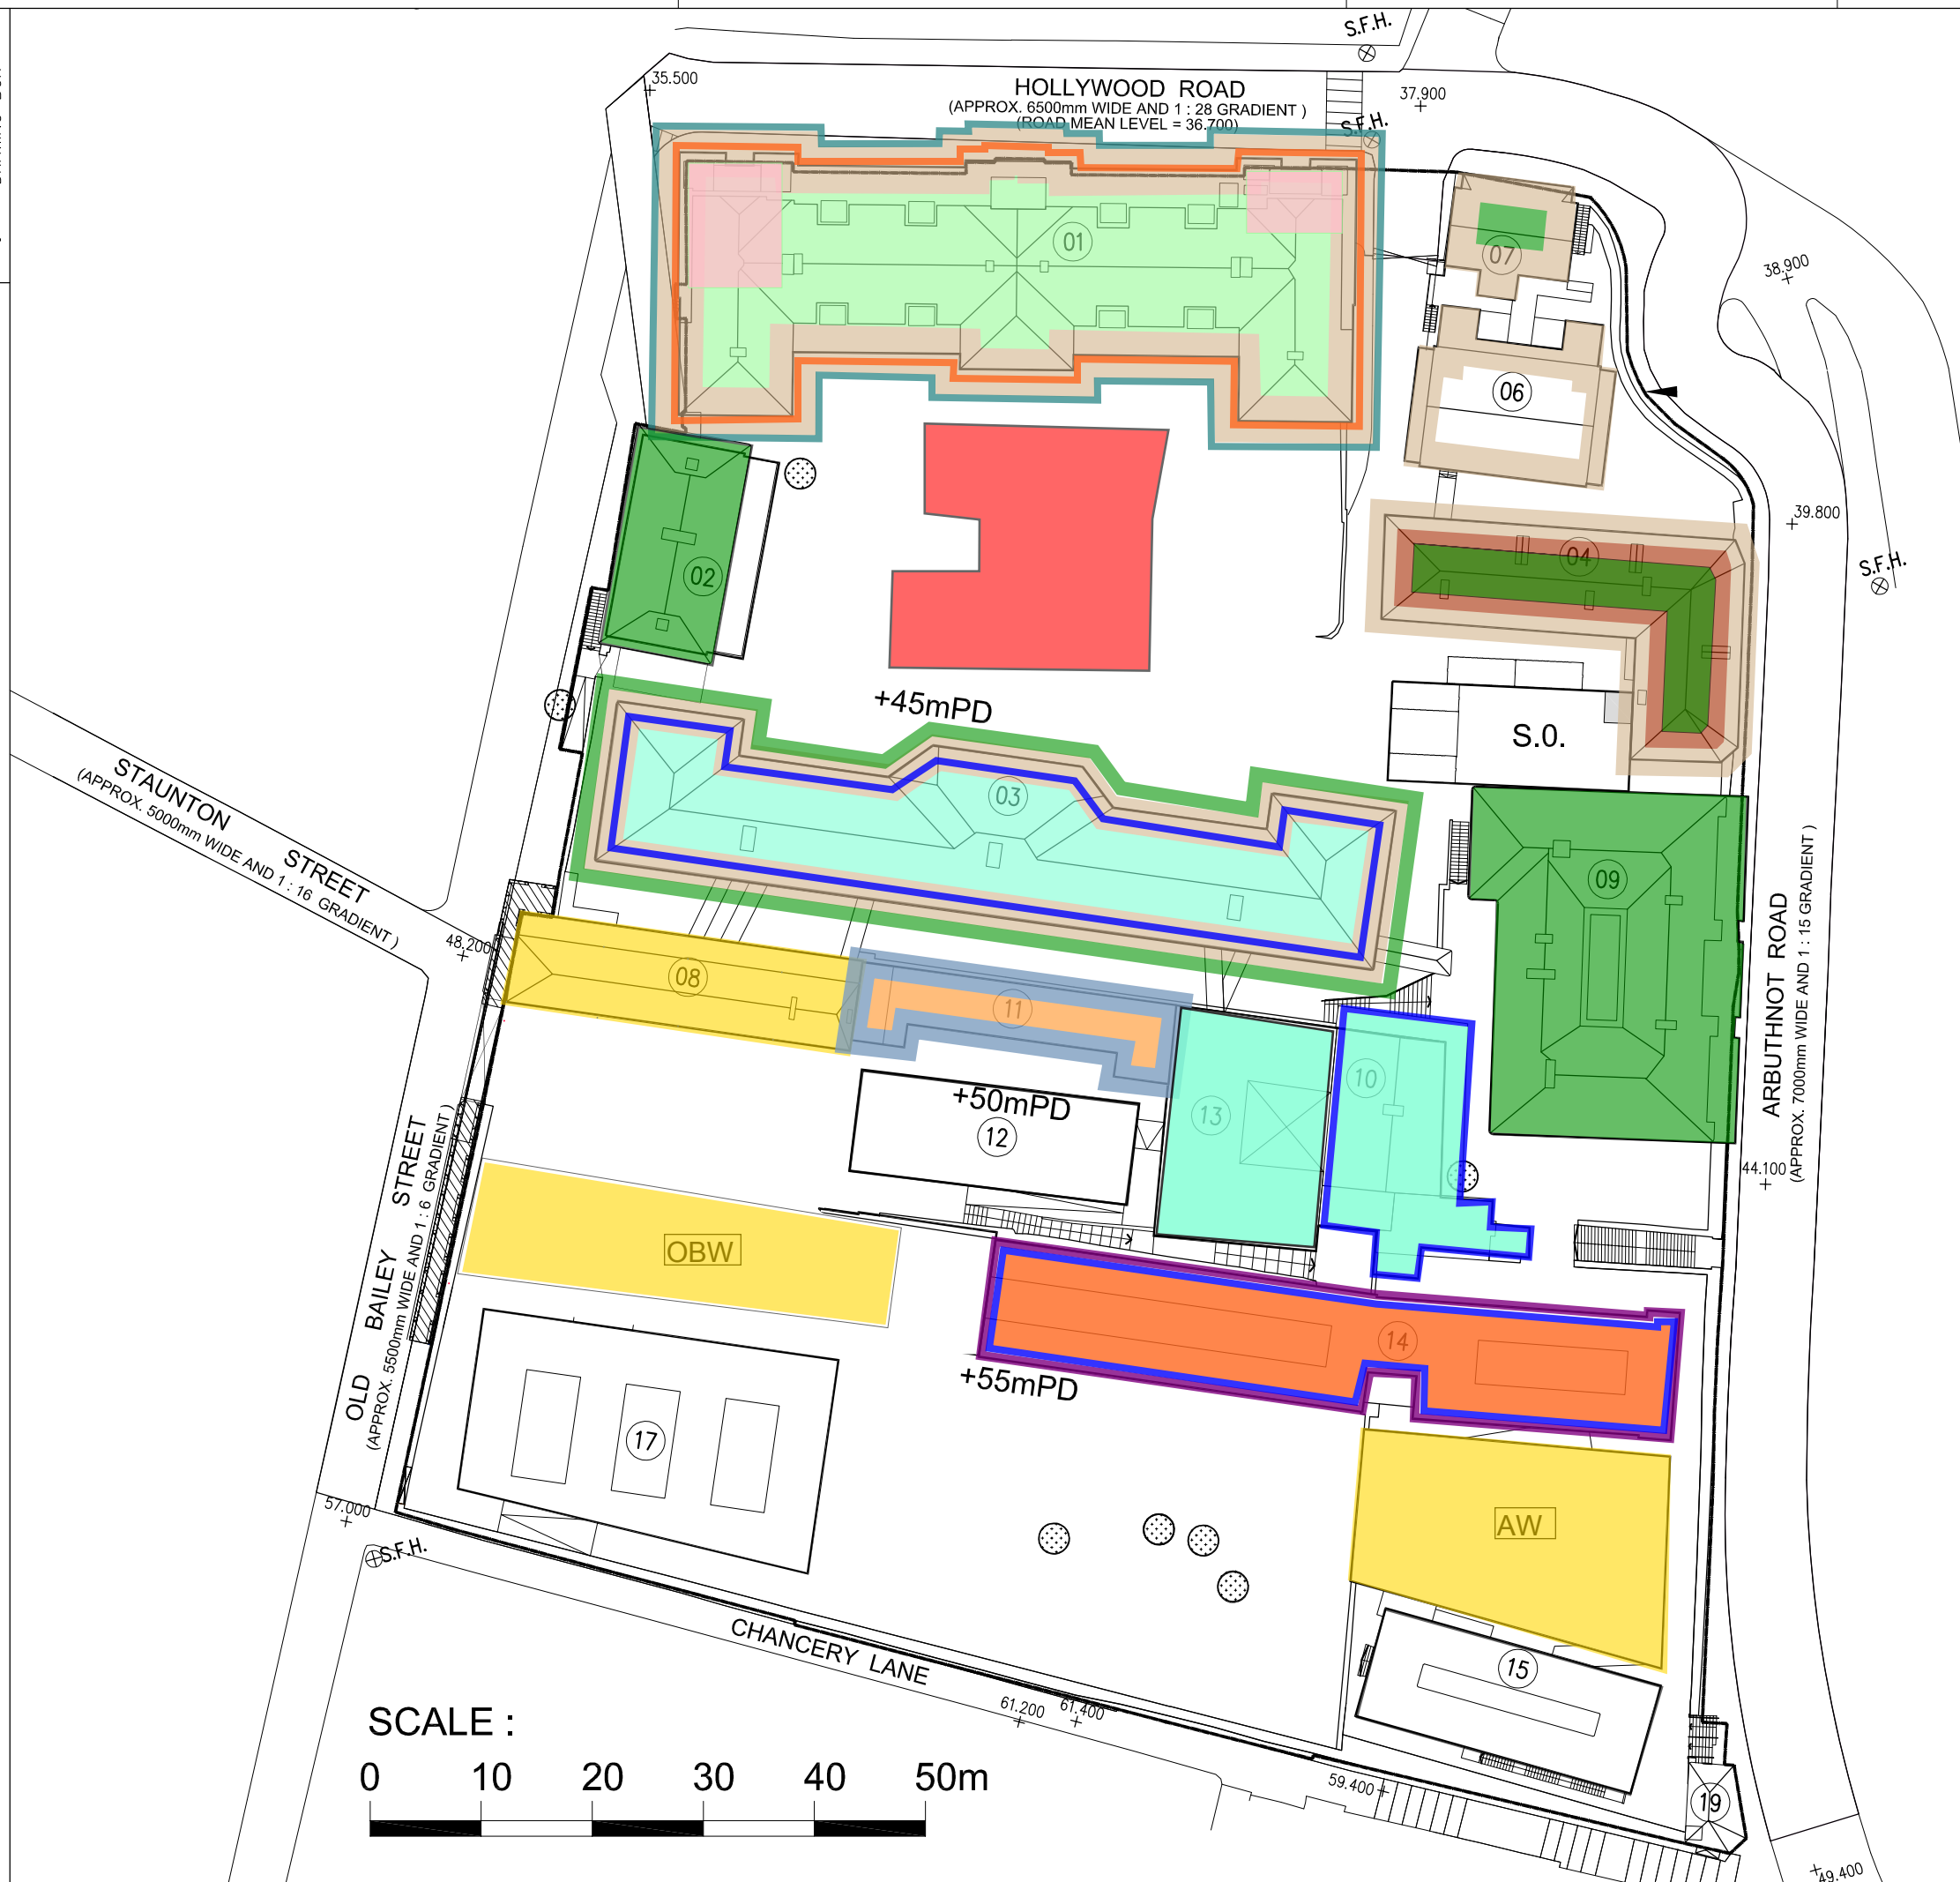 S.F.H.
35.500
HOLLYWOOD ROAD
(APPROX. 6500mm WIDE AND 1 : 28 GRADIENT )
(ROAD MEAN LEVEL = 36.700)
37.900
S.F.H.
01
07
38.900
06
39.800
04
S.F.H.
02
+45mPD
S.O.
03
STAUNTON STREET
(APPROX. 5000mm WIDE AND 1 : 16 GRADIENT )
48.200
09
08
11
10
13
+50mPD
12
ARBUTHNOT ROAD
(APPROX. 7000mm WIDE AND 1 : 15 GRADIENT )
44.100
OLD BAILEY STREET
(APPROX. 5500mm WIDE AND 1 : 6 GRADIENT )
OBW
14
+55mPD
17
AW
57.000
S.F.H.
CHANCERY LANE
15
61.200
61.400
59.400
19
49.400
SCALE :
0 10 20 30 40 50m